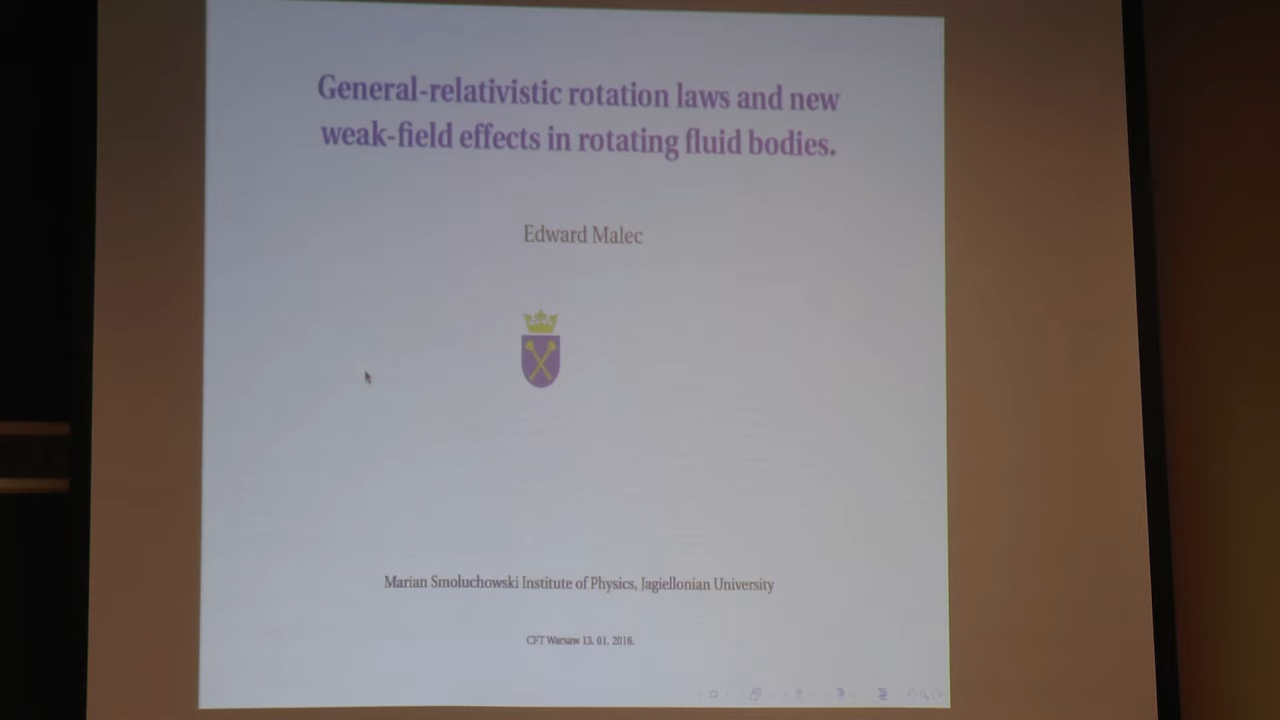 General-relativistic rotation laws and new
weak-field effects in rotating fluid bodies.
Edward Malec
Marian Smoluchowski Institute of Physics, Jagiellonian University
CFT Warsaw 13. 01. 2016.